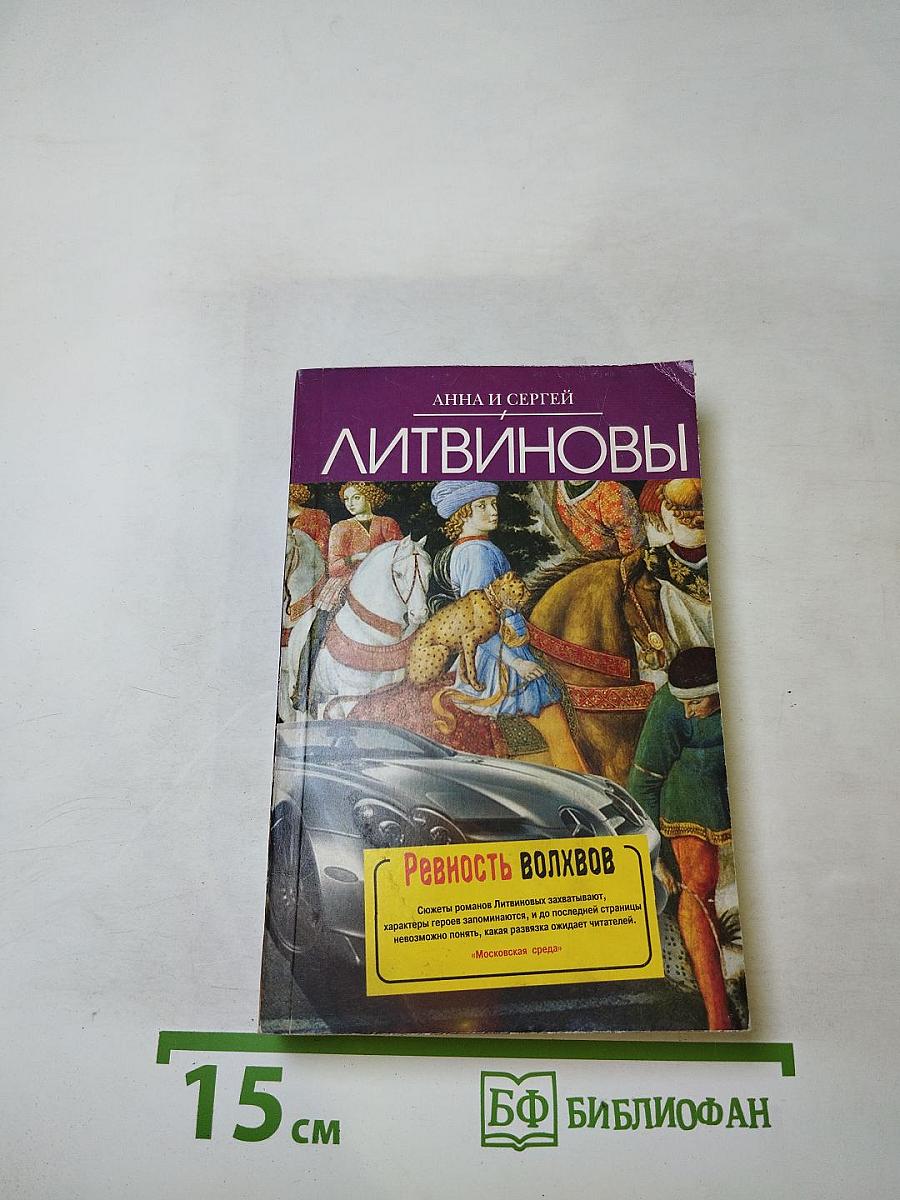 АННА И СЕРГЕЙ
ЛИТВИНОВЫ
Ревность волхвов
Сюжеты романов Литвиновых захватывают,
характеры героев запоминаются, и до последней страницы
невозможно понять, какая развязка ожидает читателей.
«Московская среда»
15 см
БФ БИБЛИОФАН